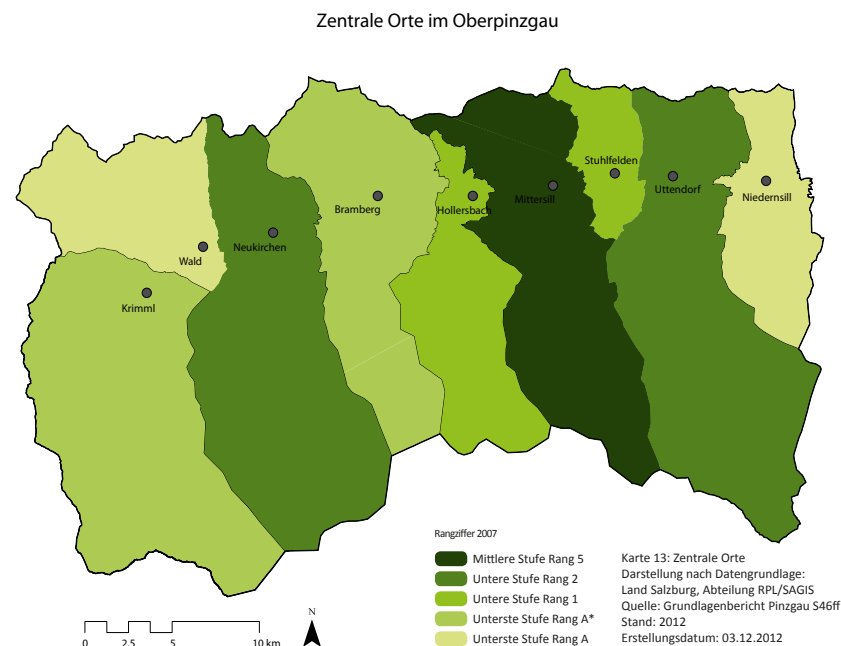 Zentrale Orte im Oberpinzgau
Stuhlfelden
Uttendorf
Niedernsill
Mittersill
Hollersbach
Bramberg
Neukirchen
Wald
Krimml
Rangziffer 2007
Mittlere Stufe Rang 5
Untere Stufe Rang 2
Untere Stufe Rang 1
Unterste Stufe Rang A*
Unterste Stufe Rang A
Karte 13: Zentrale Orte
Darstellung nach Datengrundlage:
Land Salzburg, Abteilung RPL/SAGIS
Quelle: Grundlagenbericht Pinzgau S46ff
Stand: 2012
Erstellungsdatum: 03.12.2012
N
0 2.5 5 10 km